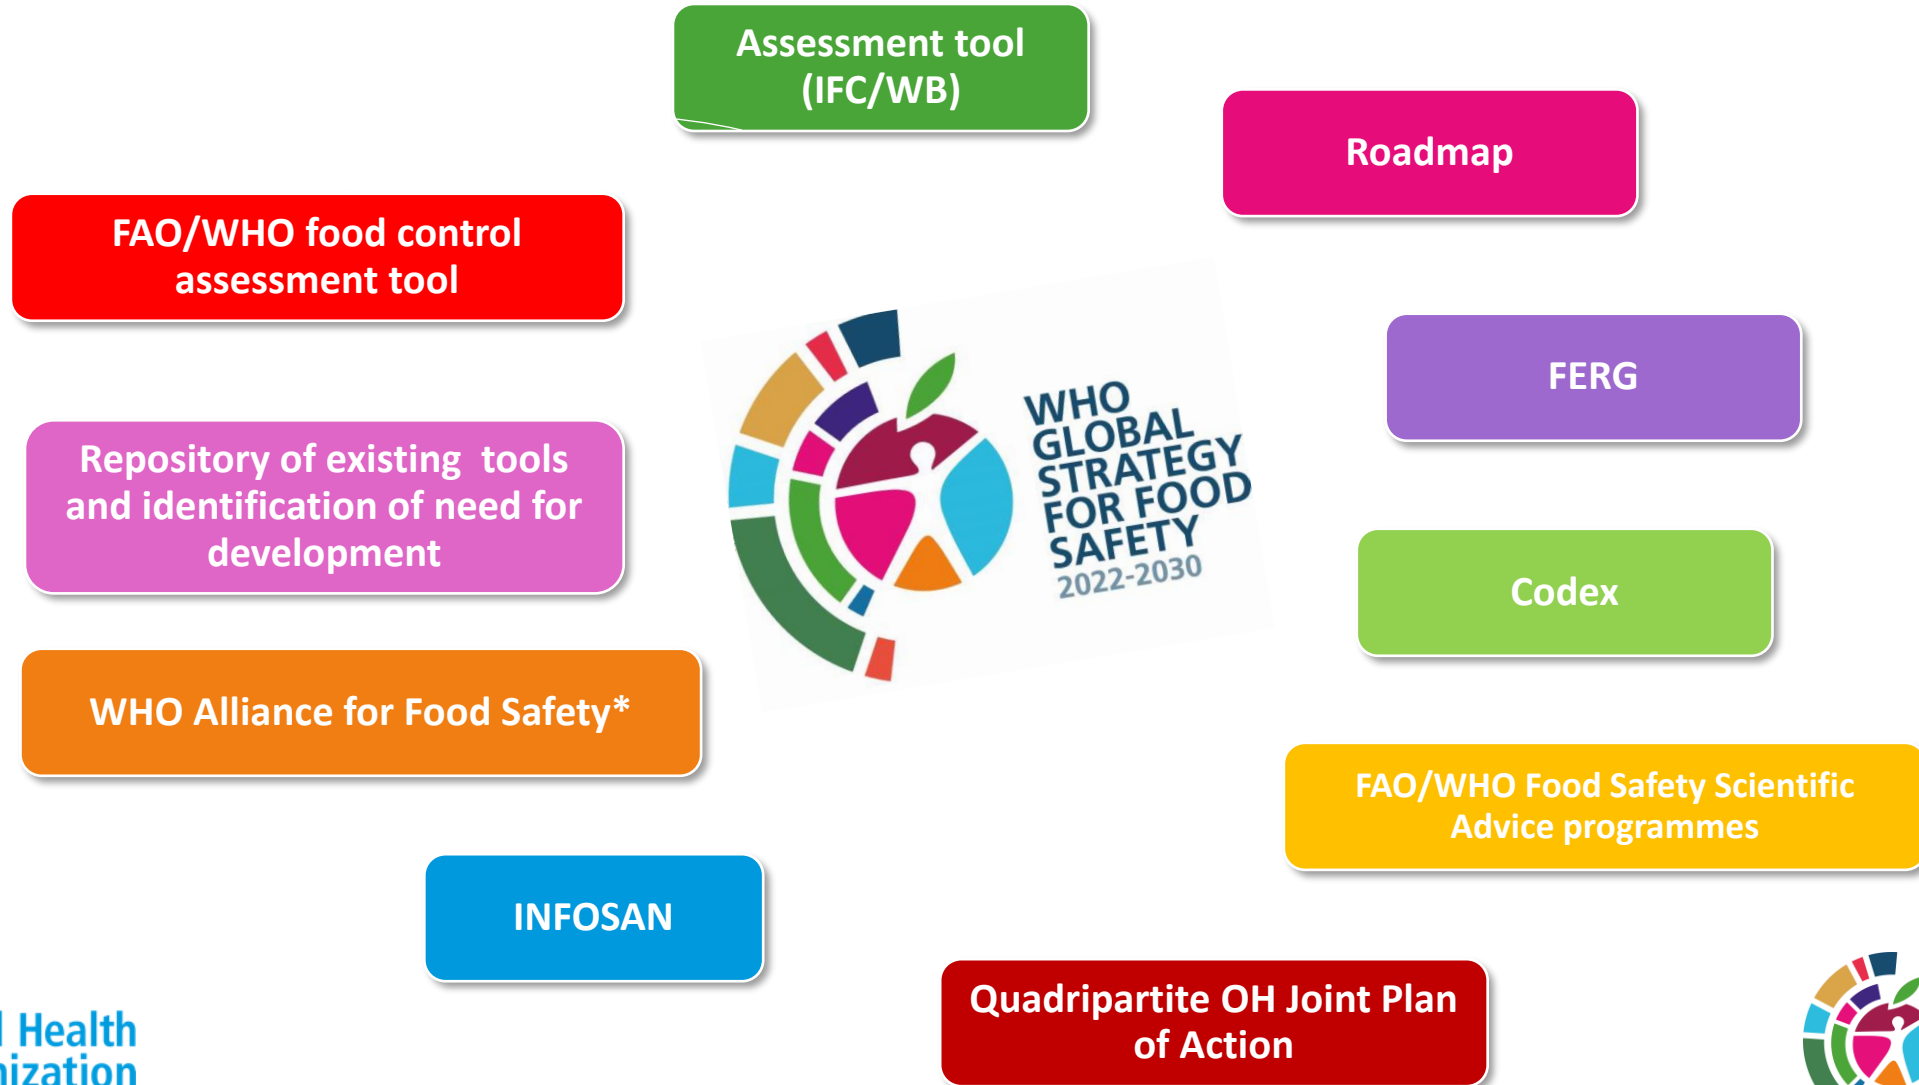 Assessment tool
(IFC/WB)
Roadmap
FAO/WHO food control
assessment tool
FERG
WHO
GLOBAL
STRATEGY
FOR FOOD
SAFETY
2022-2030
Repository of existing  tools
and identification of need for
development
Codex
WHO Alliance for Food Safety*
FAO/WHO Food Safety Scientific
Advice programmes
INFOSAN
Quadripartite OH Joint Plan
of Action
Health